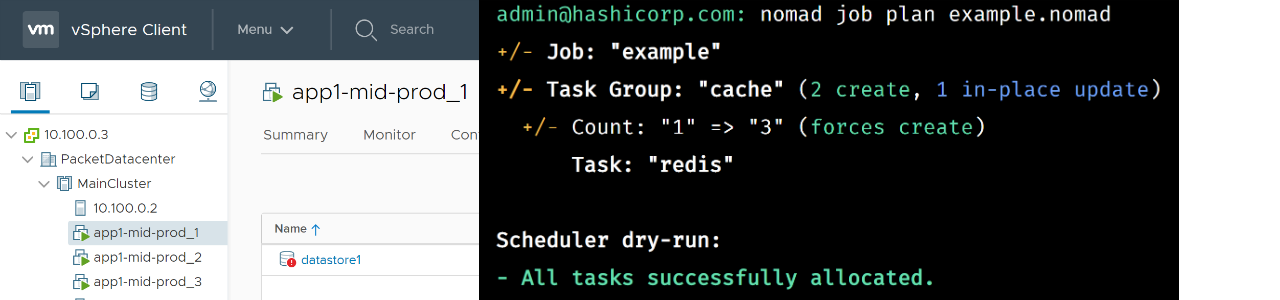 vm vSphere Client Menu Search
app1-mid-prod_1
Summary Monitor
10.100.0.3
PacketDatacenter
MainCluster
10.100.0.2
app1-mid-prod_1
app1-mid-prod_2
app1-mid-prod_3
Name ↑
datastore1
admin@hashicorp.com: nomad job plan example.nomad
+/- Job: "example"
+/- Task Group: "cache" (2 create, 1 in-place update)
+/- Count: "1" => "3" (forces create)
Task: "redis"
Scheduler dry-run:
- All tasks successfully allocated.